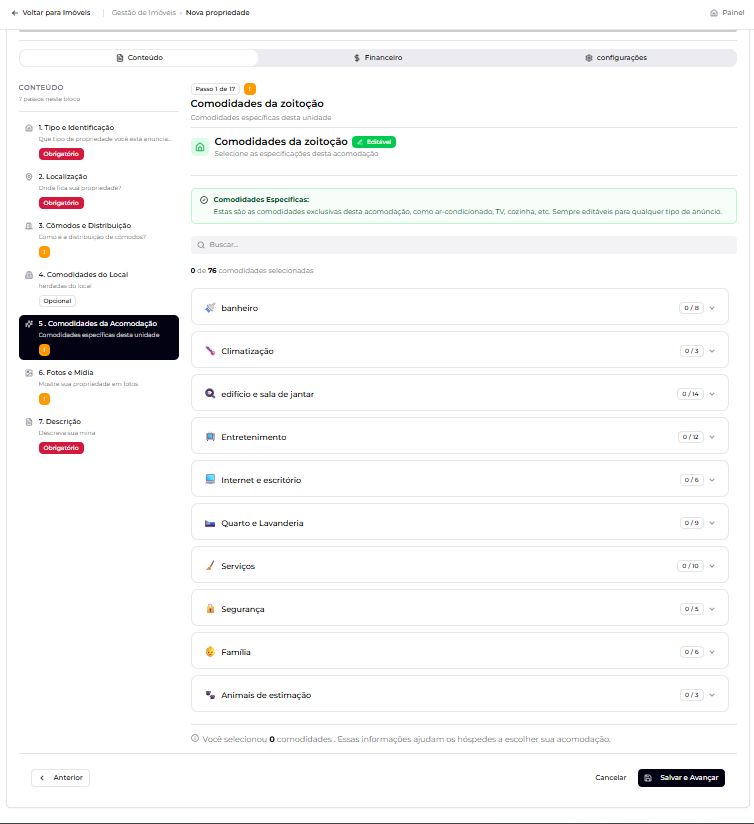 Voltar para Imóveis
Gestão de Imóveis
Nova propriedade
Painel
Conteúdo
Financeiro
configurações
CONTEÚDO
7 passos neste bloco
1. Tipo e Identificação
Que tipo de propriedade você está anuncia...
Obrigatório
2. Localização
Onde fica sua propriedade?
Obrigatório
3. Cômodos e Distribuição
Como é a distribuição de cômodos?
!
4. Comodidades do Local
herdadas do local
Opcional
5 . Comodidades da Acomodação
Comodidades específicas desta unidade
!
6. Fotos e Mídia
Mostre sua propriedade em fotos
!
7. Descrição
Descreva sua mina
Obrigatório
Passo 1 de 17
!
Comodidades da zoitoção
Comodidades específicas desta unidade
Comodidades da zoitoção
Editável
Selecione as especificações desta acomodação
Comodidades Específicas:
Estas são as comodidades exclusivas desta acomodação, como ar-condicionado, TV, cozinha, etc. Sempre editáveis para qualquer tipo de anúncio.
Buscar...
0 de 76 comodidades selecionadas
banheiro
0 / 8
Climatização
0 / 3
edifício e sala de jantar
0 / 14
Entretenimento
0 / 12
Internet e escritório
0 / 6
Quarto e Lavanderia
0 / 9
Serviços
0 / 10
Segurança
0 / 5
Família
0 / 6
Animais de estimação
0 / 3
Você selecionou 0 comodidades . Essas informações ajudam os hóspedes a escolher sua acomodação.
Anterior
Cancelar
Salvar e Avançar